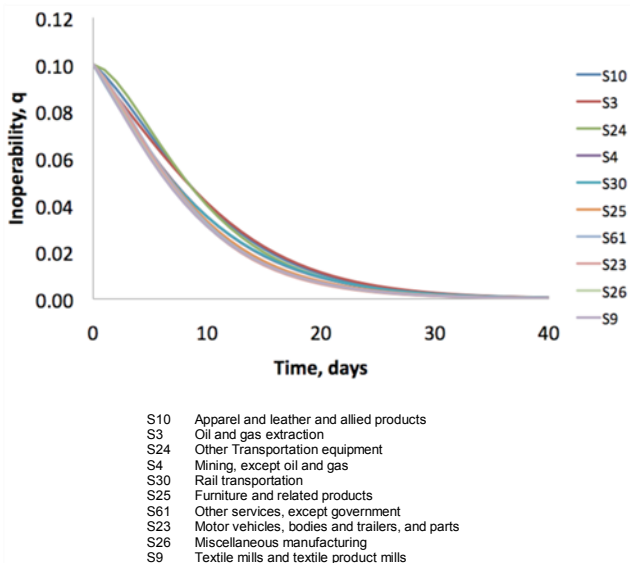 0.12
0.10
0.08
0.06
0.04
0.02
0.00
Inoperability, q
0 10 20 30 40
Time, days
S10
S3
S24
S4
S30
S25
S61
S23
S26
S9
S10 Apparel and leather and allied products
S3 Oil and gas extraction
S24 Other Transportation equipment
S4 Mining, except oil and gas
S30 Rail transportation
S25 Furniture and related products
S61 Other services, except government
S23 Motor vehicles, bodies and trailers, and parts
S26 Miscellaneous manufacturing
S9 Textile mills and textile product mills